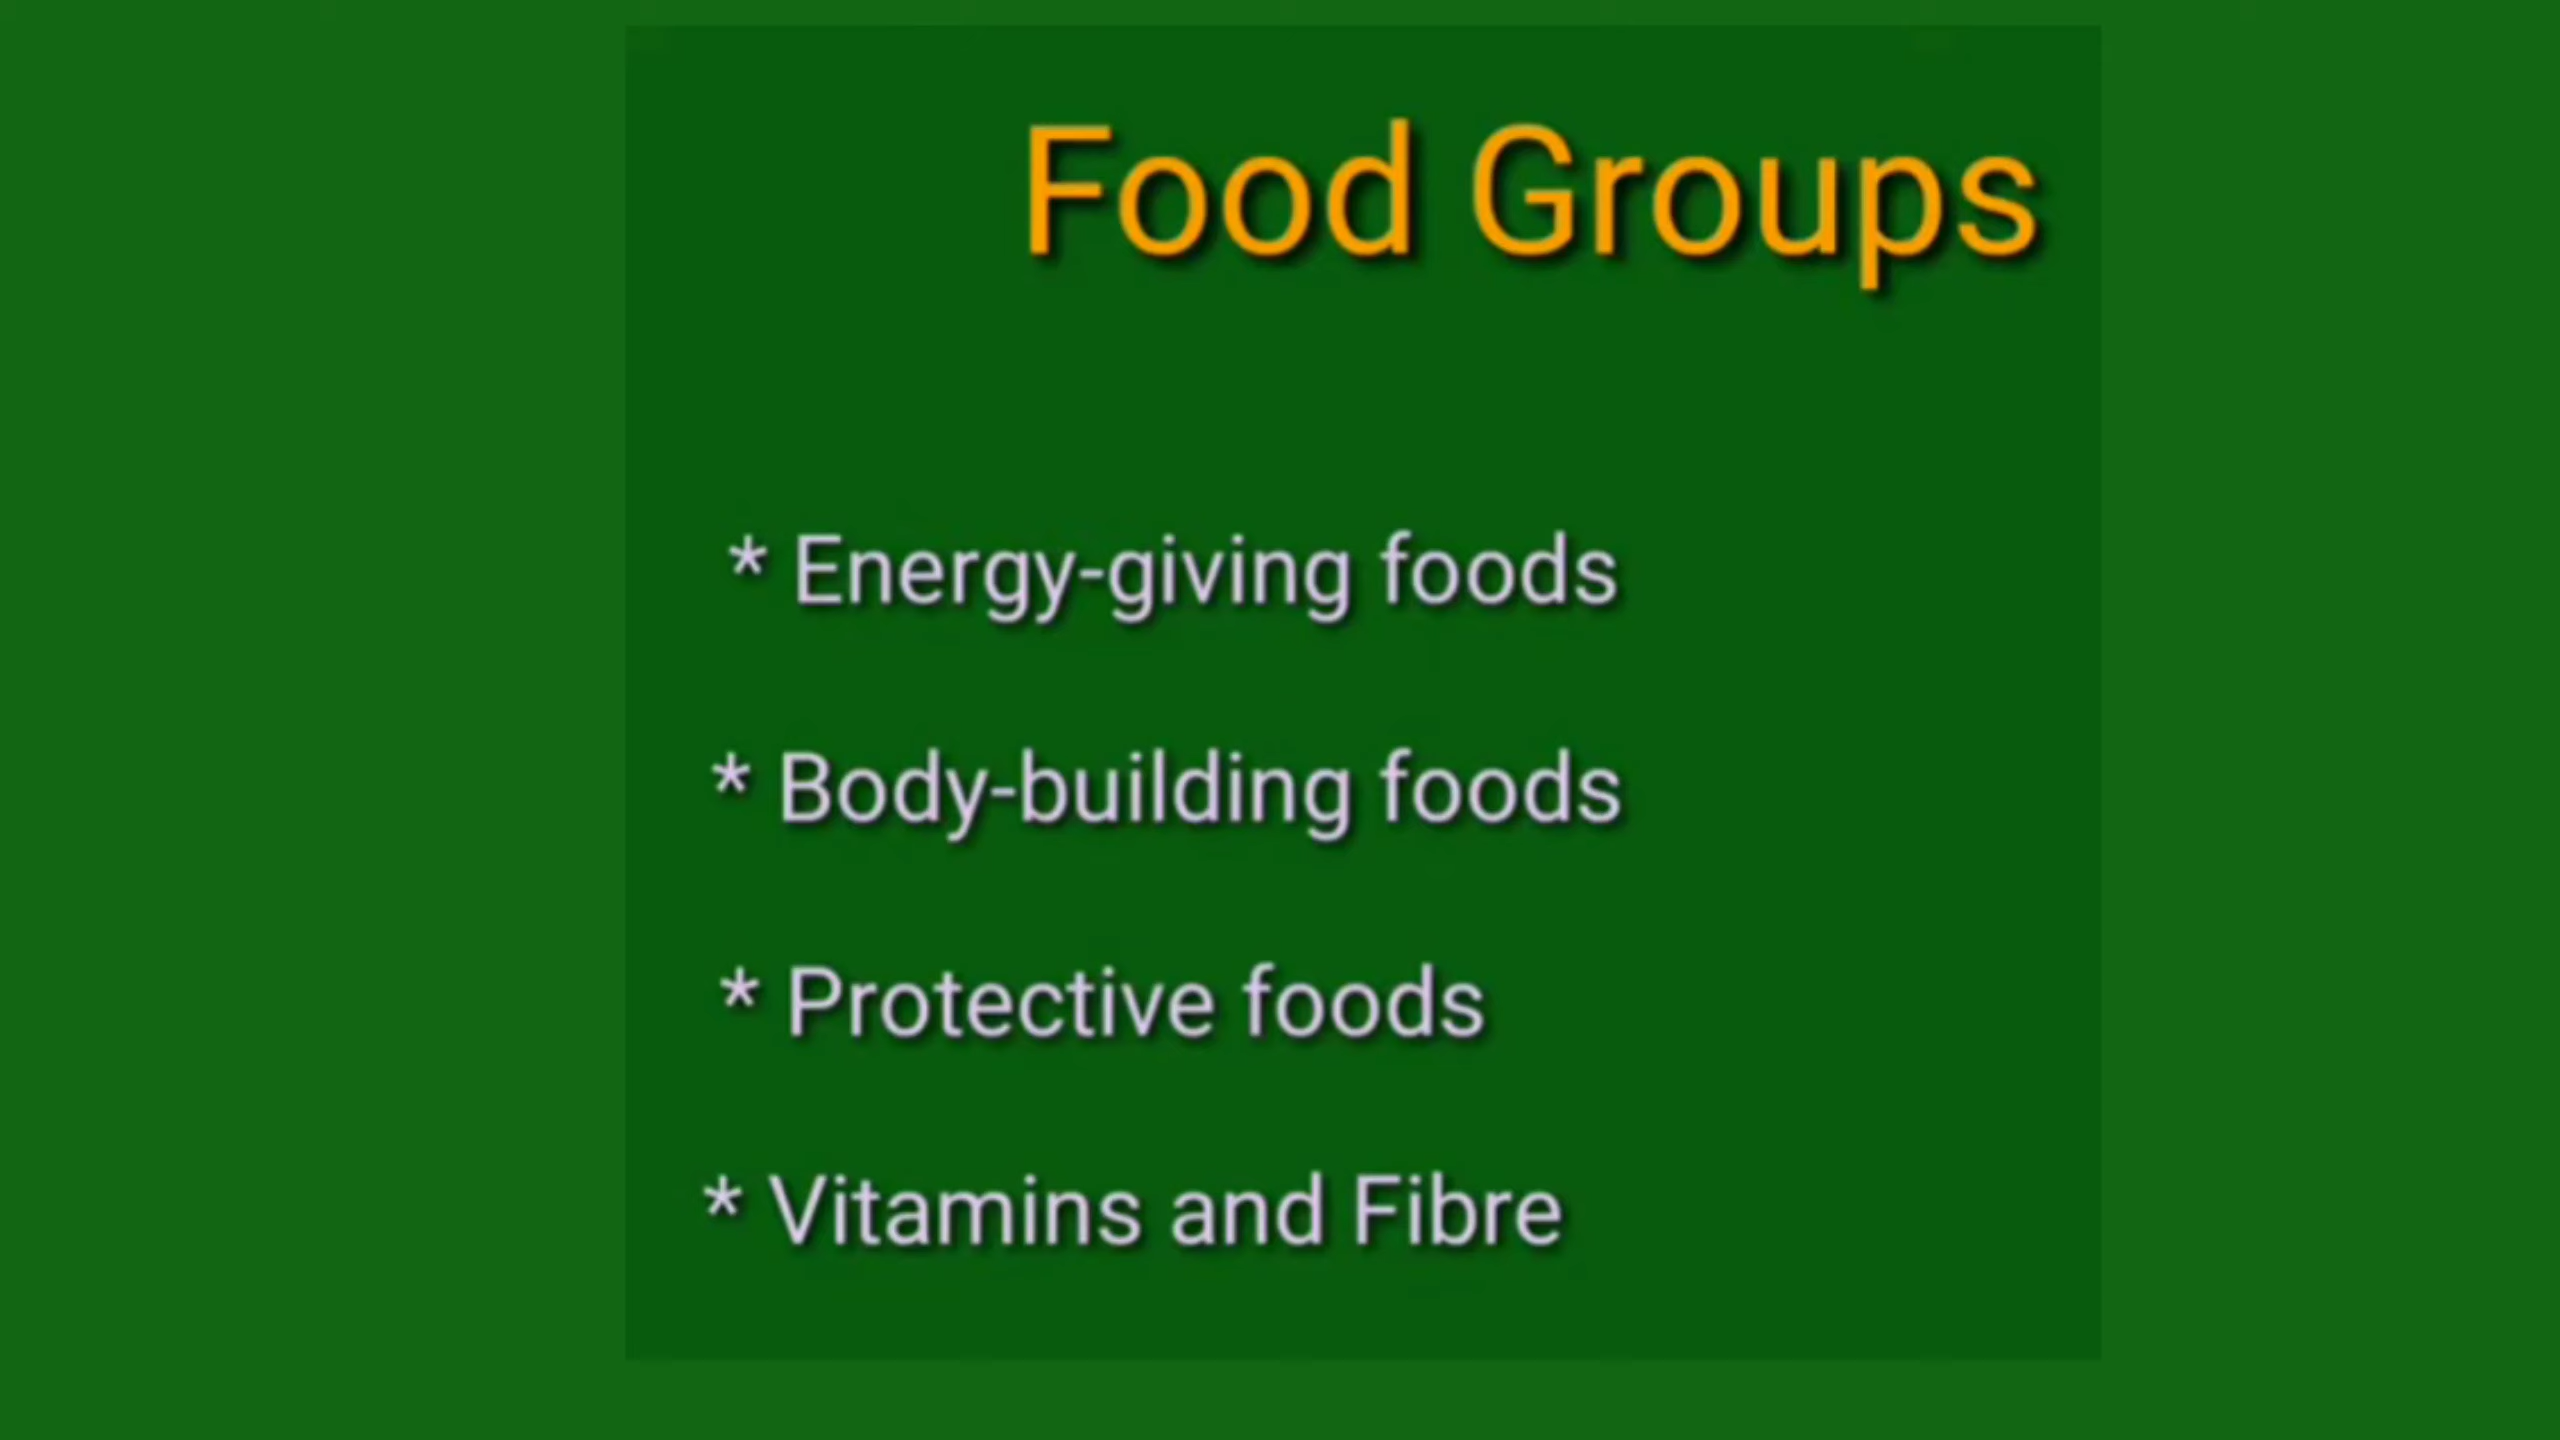 Food Groups
* Energy-giving foods
* Body-building foods
* Protective foods
* Vitamins and Fibre